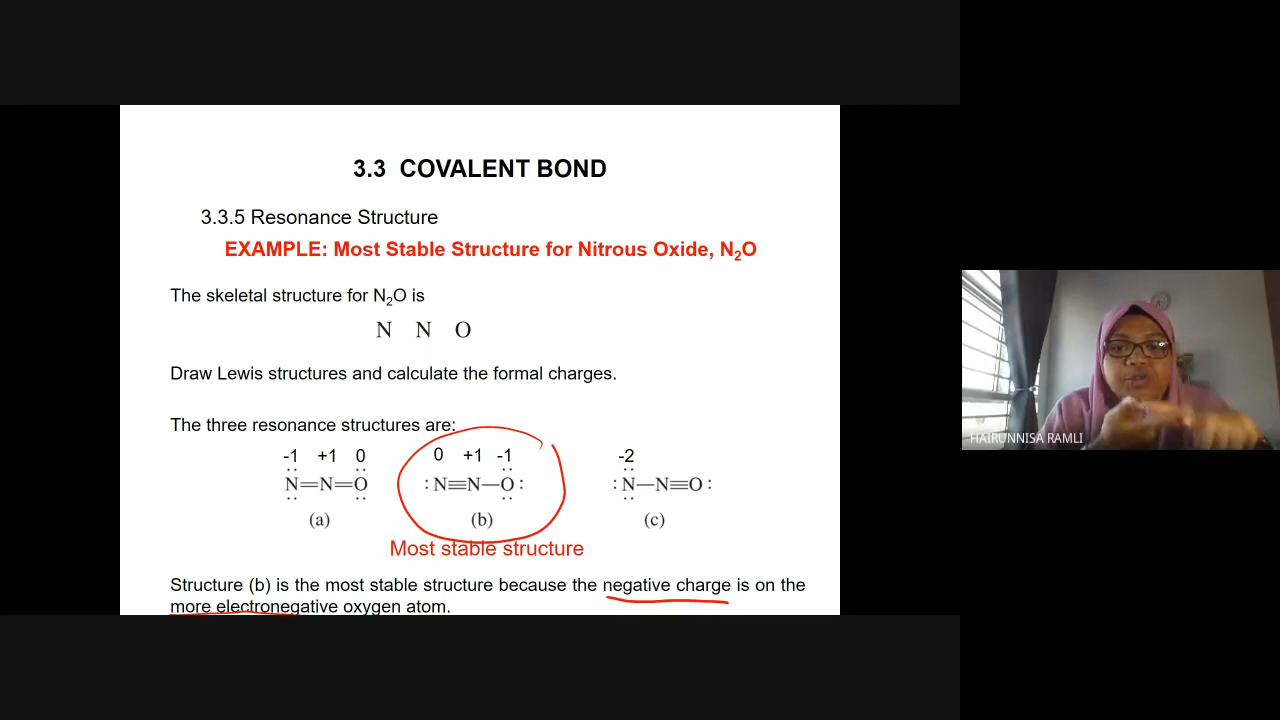 3.3 COVALENT BOND
3.3.5 Resonance Structure
EXAMPLE: Most Stable Structure for Nitrous Oxide, N₂O
The skeletal structure for N₂O is
N N O
Draw Lewis structures and calculate the formal charges.
The three resonance structures are:
-1 +1 0 0 +1 -1 -2
N=N=O :N≡N—O: :N—N≡O:
(a) (b) (c)
Most stable structure
Structure (b) is the most stable structure because the negative charge is on the
more electronegative oxygen atom.
HAIRUNNISA RAMLI